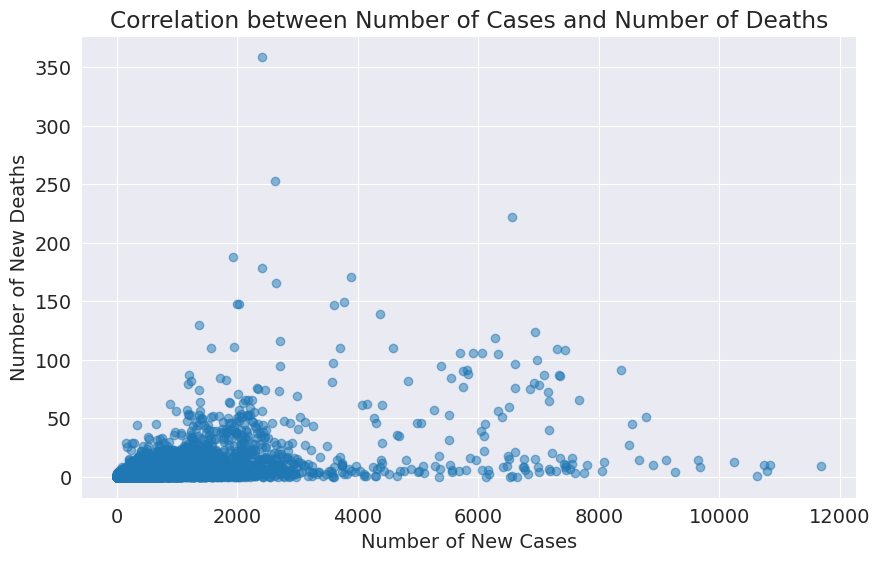 Correlation between Number of Cases and Number of Deaths
350
300
250
200
150
100
50
0
Number of New Deaths
0 2000 4000 6000 8000 10000 12000
Number of New Cases